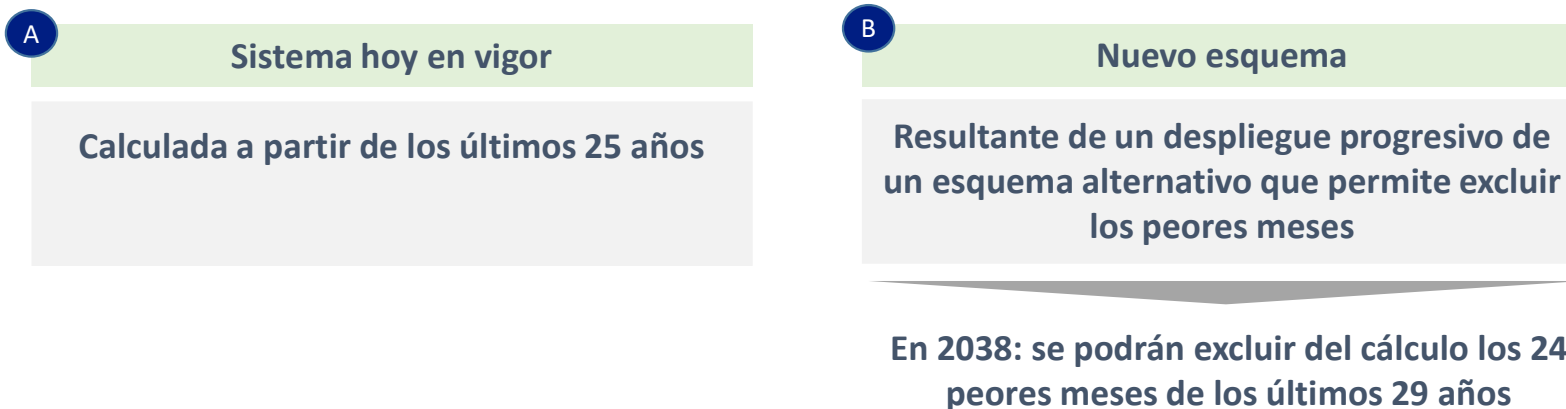 A
Sistema hoy en vigor
Calculada a partir de los últimos 25 años
B
Nuevo esquema
Resultante de un despliegue progresivo de
un esquema alternativo que permite excluir
los peores meses
En 2038: se podrán excluir del cálculo los 24
peores meses de los últimos 29 años